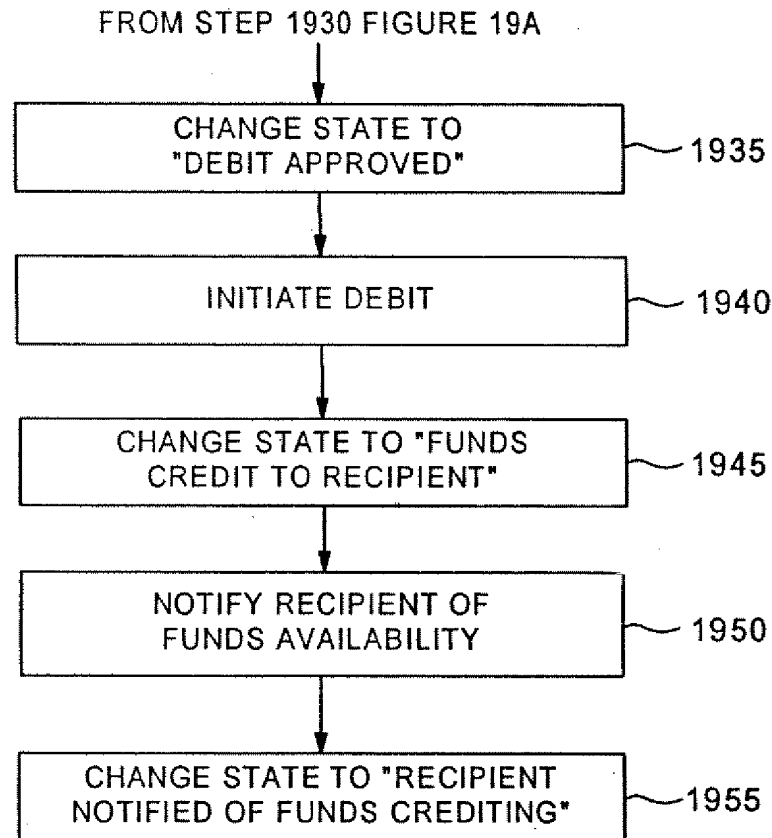 FROM STEP 1930 FIGURE 19A
CHANGE STATE TO
"DEBIT APPROVED"
1935
INITIATE DEBIT
1940
CHANGE STATE TO "FUNDS
CREDIT TO RECIPIENT"
1945
NOTIFY RECIPIENT OF
FUNDS AVAILABILITY
1950
CHANGE STATE TO "RECIPIENT
NOTIFIED OF FUNDS CREDITING"
1955